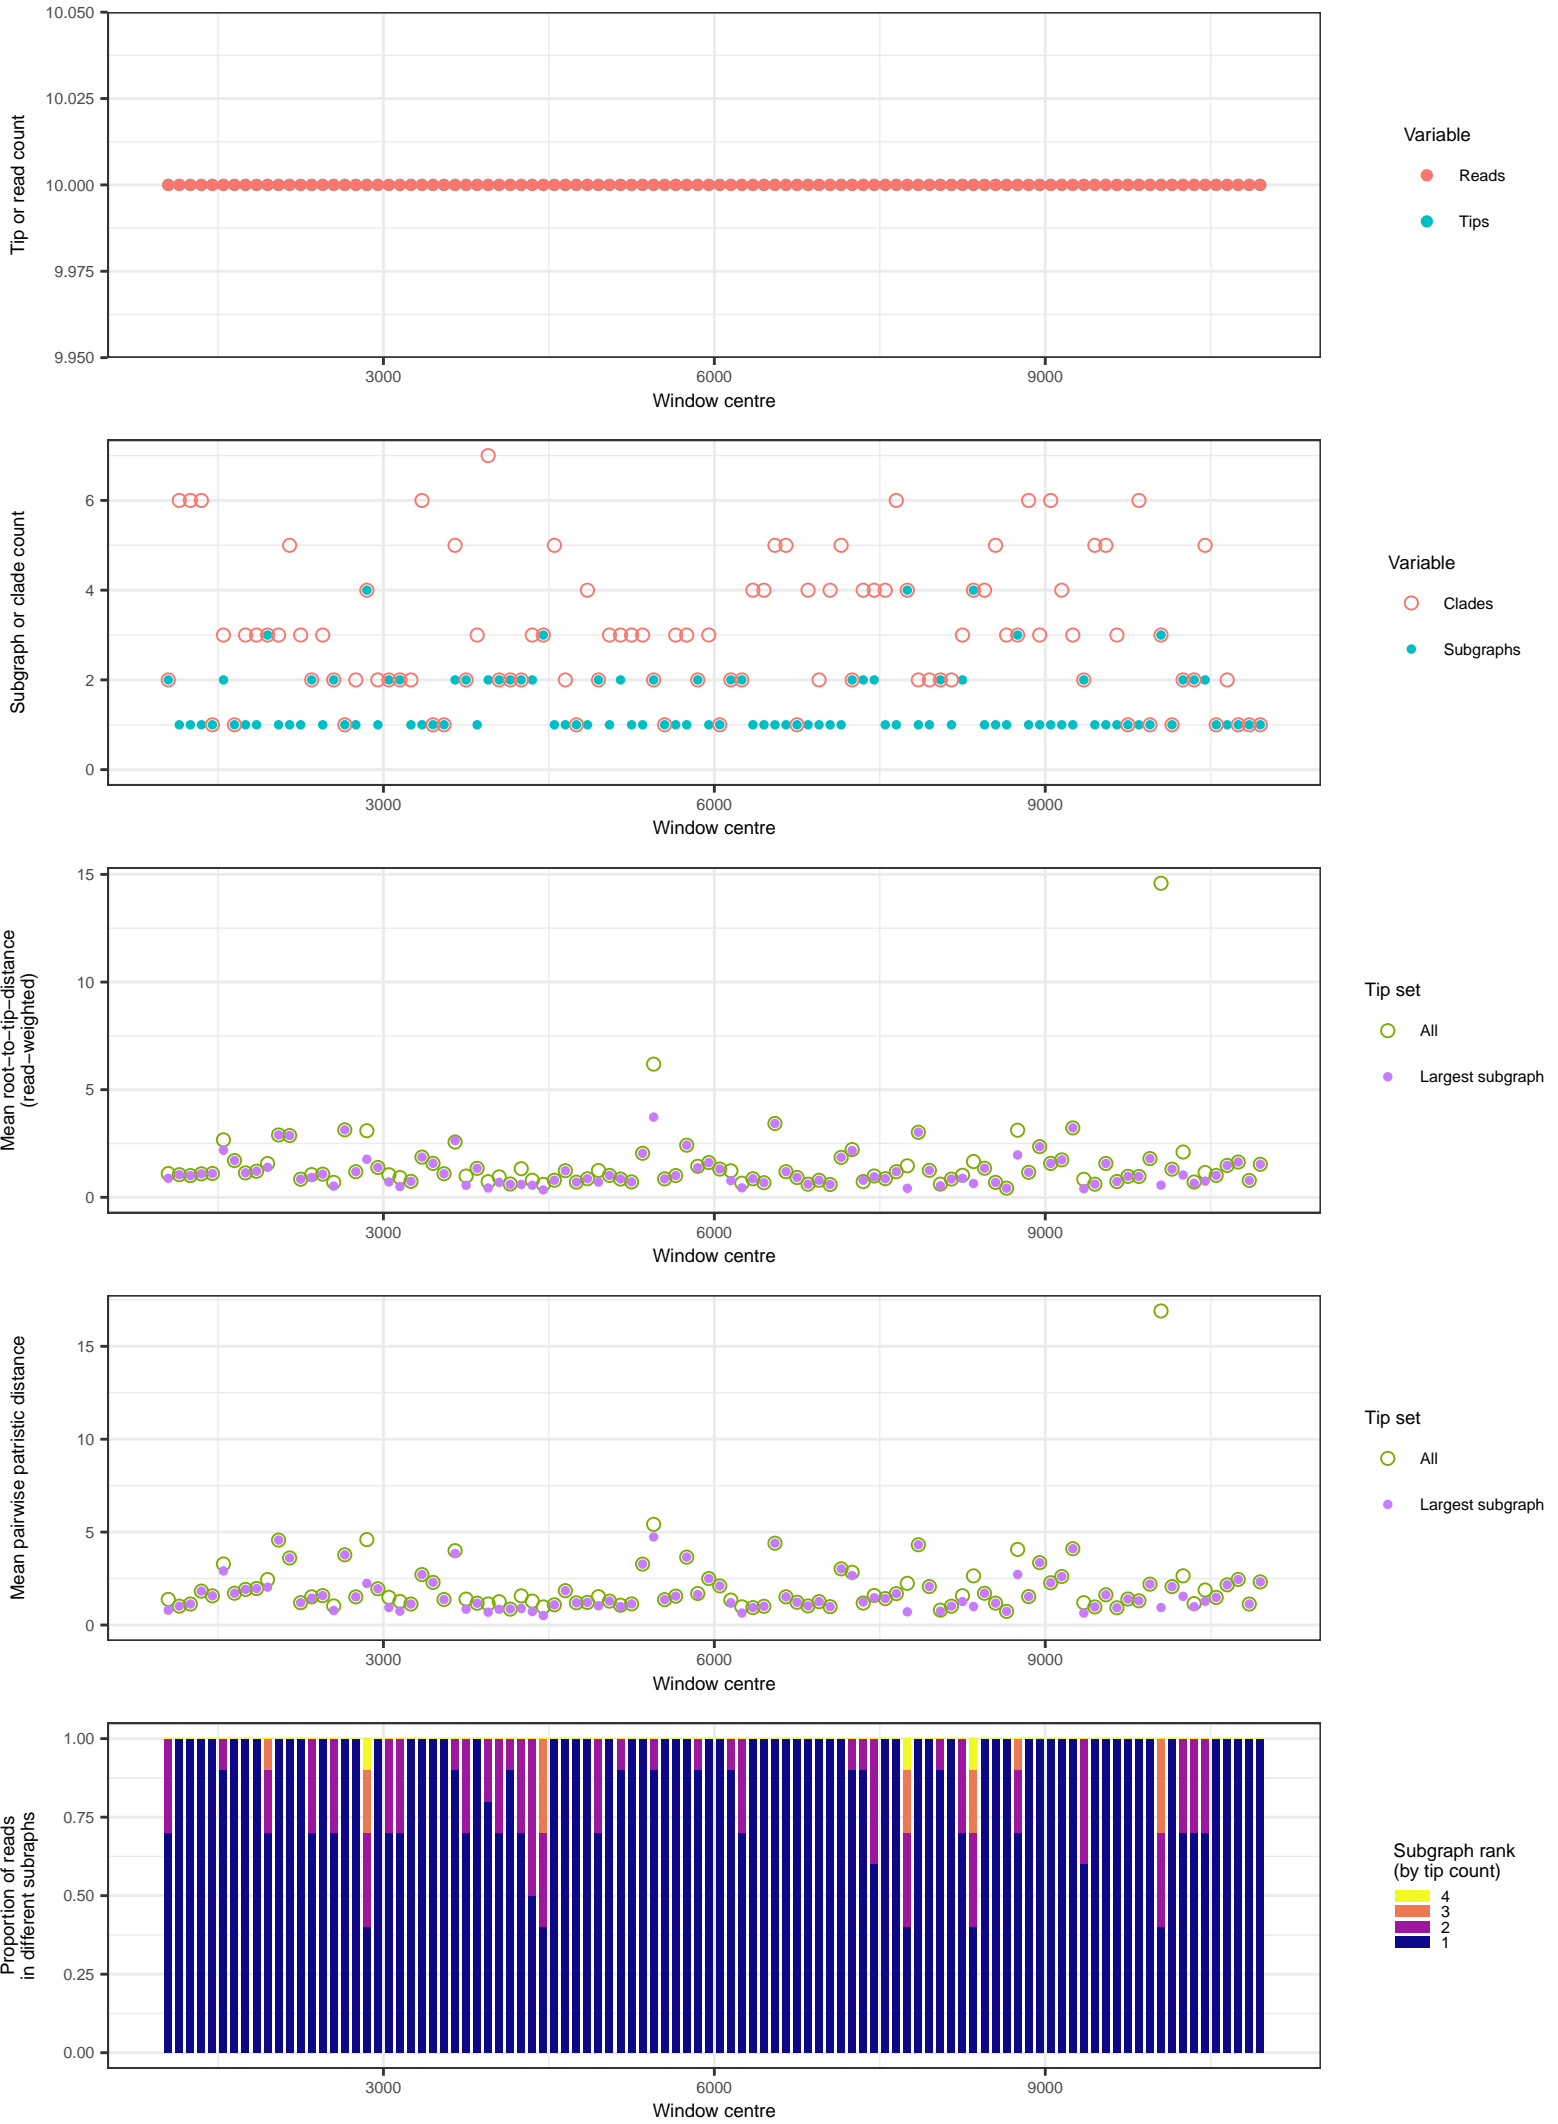 10.050
10.025
10.000
9.975
9.950
Tip or read count
3000
6000
9000
Window centre
Variable
Reads
Tips
6
4
2
0
Subgraph or clade count
3000
6000
9000
Window centre
Variable
Clades
Subgraphs
15
10
5
0
Mean root−to−tip−distance
(read−weighted)
3000
6000
9000
Window centre
Tip set
All
Largest subgraph
15
10
5
0
Mean pairwise patristic distance
3000
6000
9000
Window centre
Tip set
All
Largest subgraph
1.00
0.75
0.50
0.25
0.00
Proportion of reads
in different subraphs
3000
6000
9000
Window centre
Subgraph rank
(by tip count)
4
3
2
1